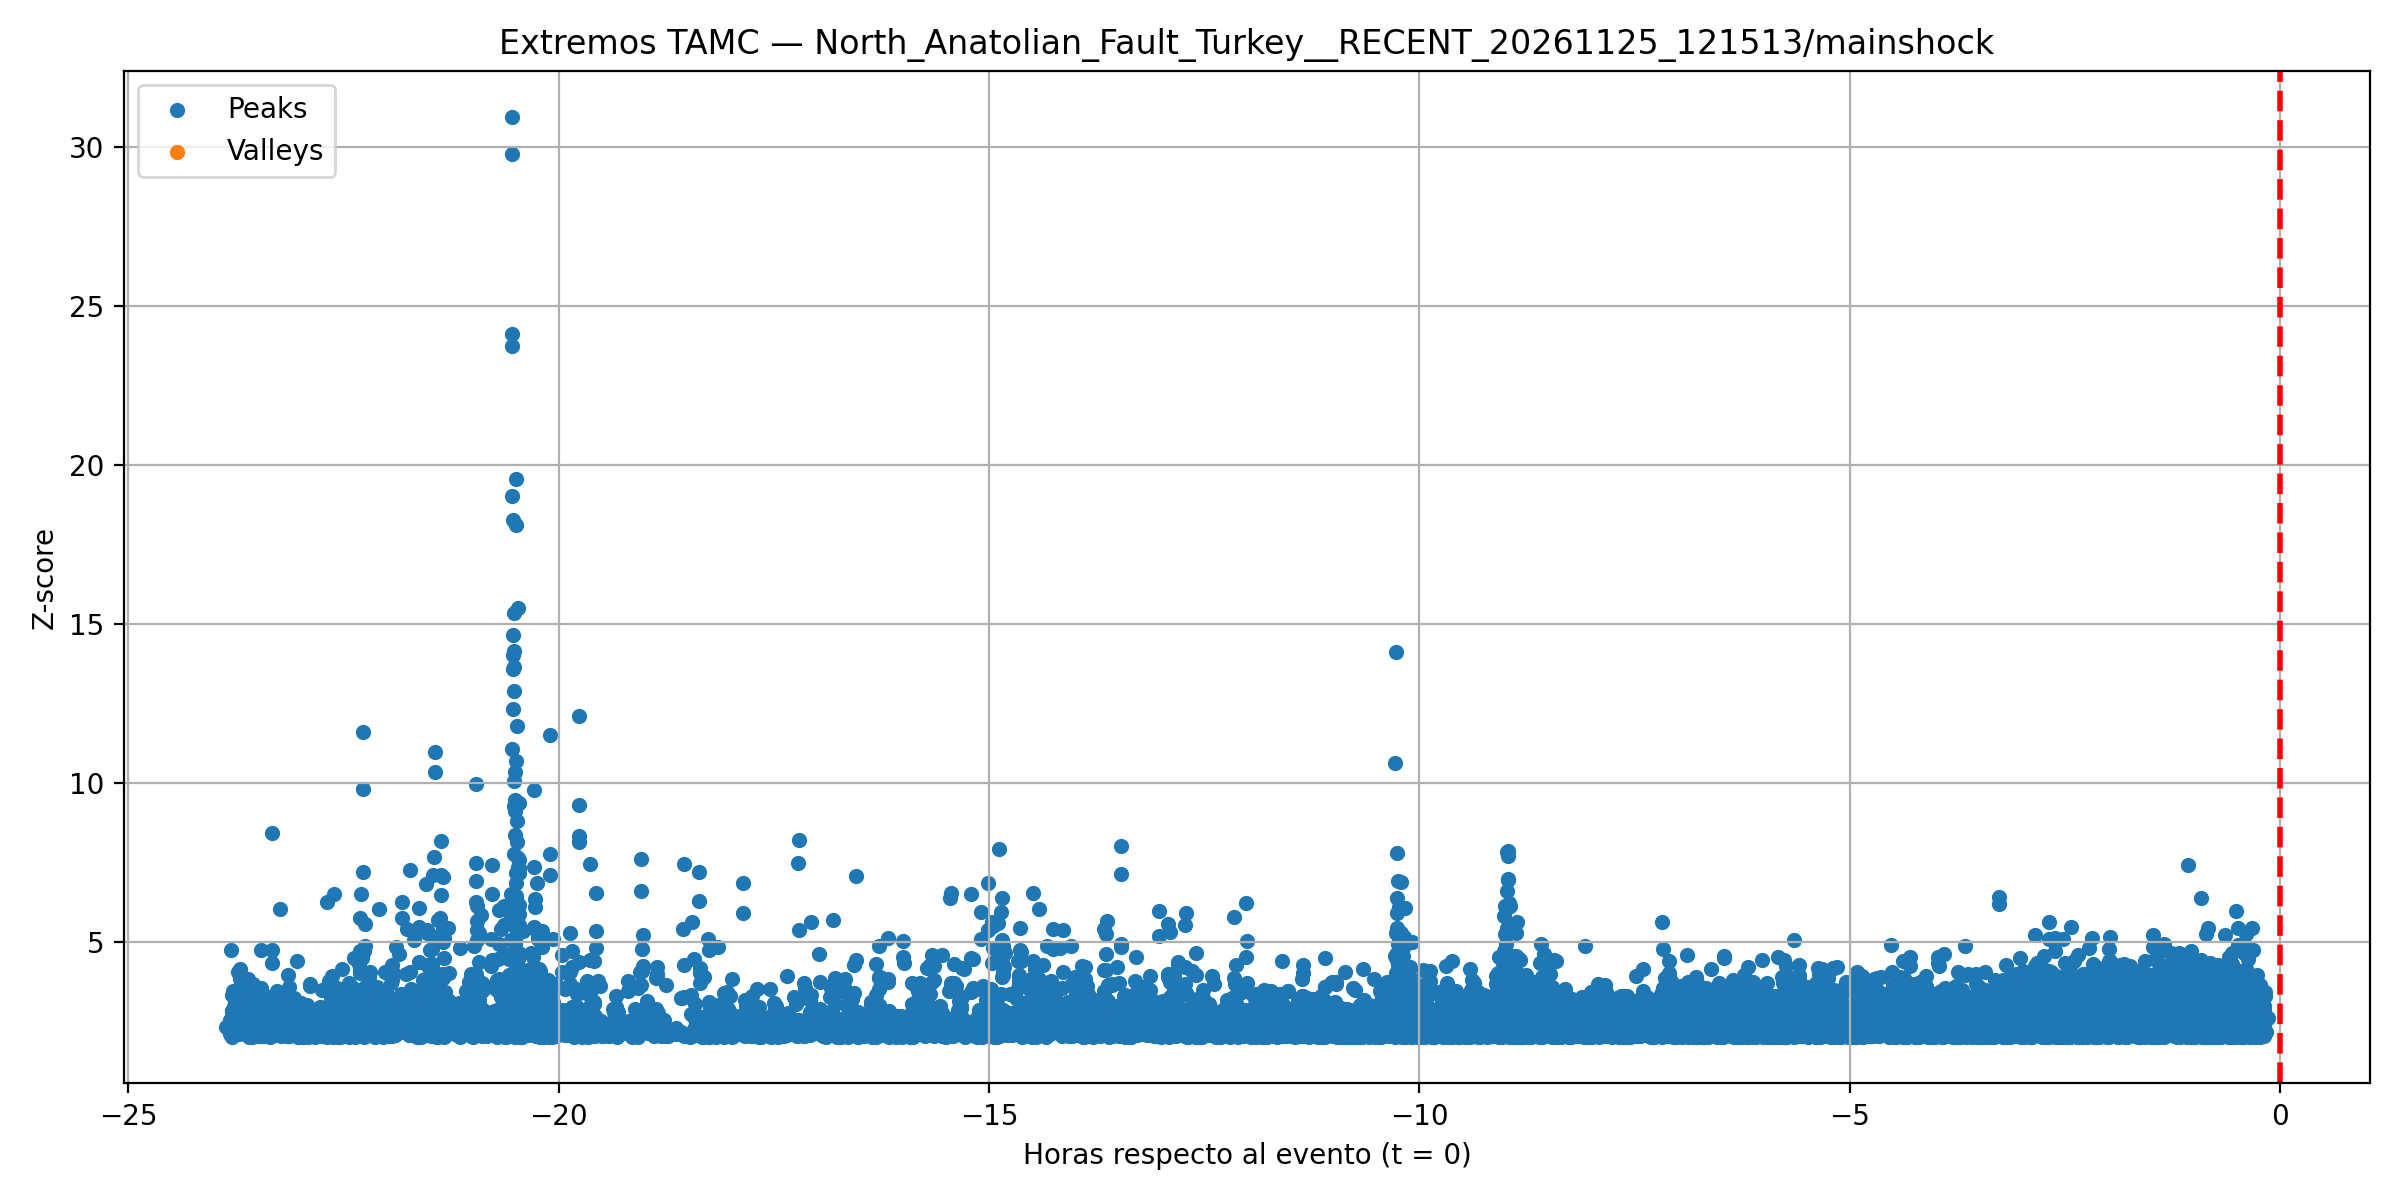 Extremos TAMC — North_Anatolian_Fault_Turkey__RECENT_20261125_121513/mainshock
Peaks
Valleys
Z-score
30
25
20
15
10
5
−25
−20
−15
−10
−5
0
Horas respecto al evento (t = 0)